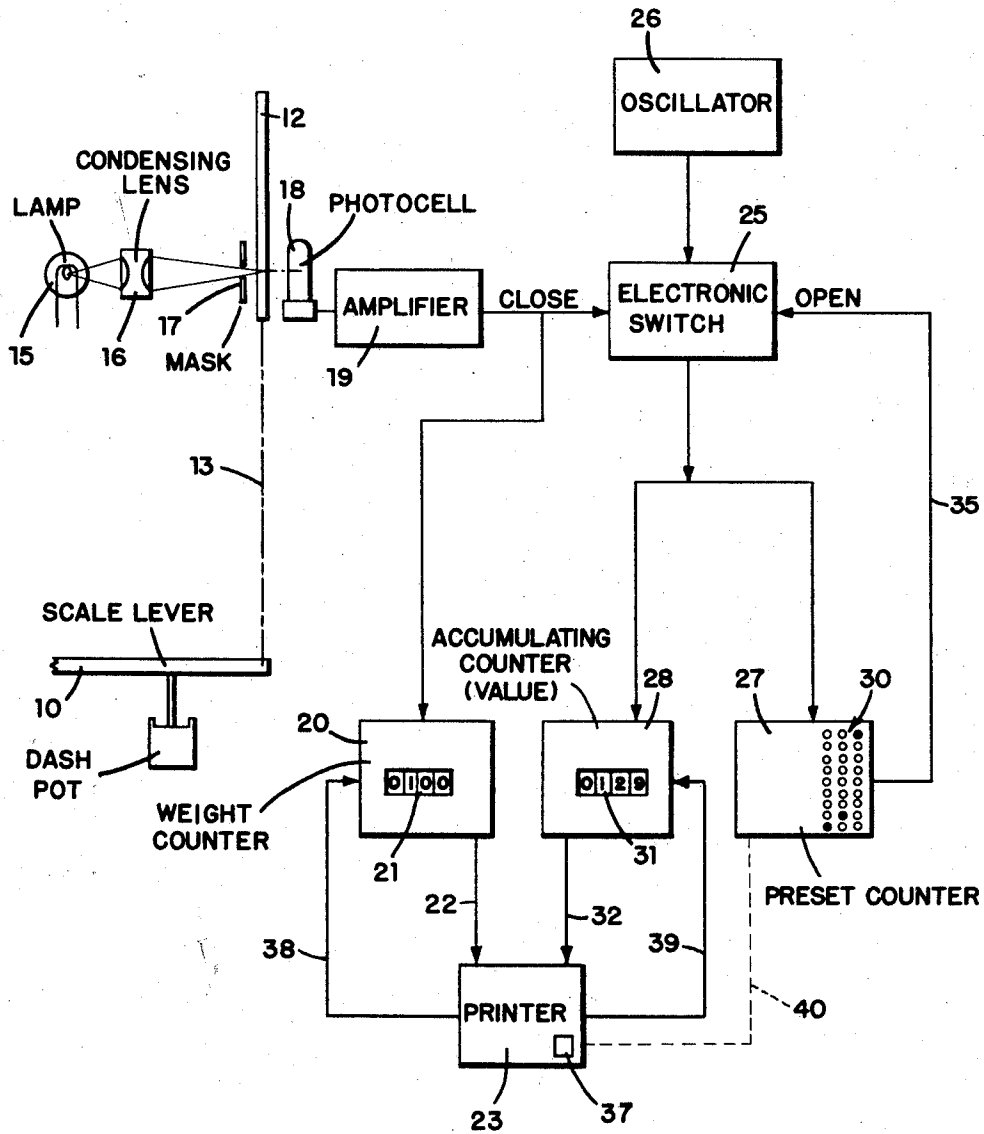 26
OSCILLATOR
12
CONDENSING
LENS
18
PHOTOCELL
LAMP
25
AMPLIFIER
CLOSE
ELECTRONIC
SWITCH
OPEN
15
16
17
MASK
19
13
35
SCALE LEVER
ACCUMULATING
COUNTER
(VALUE)
28
27
30
10
20
DASH
POT
WEIGHT
COUNTER
0100
21
0129
31
PRESET COUNTER
22
32
38
39
40
PRINTER
23
37